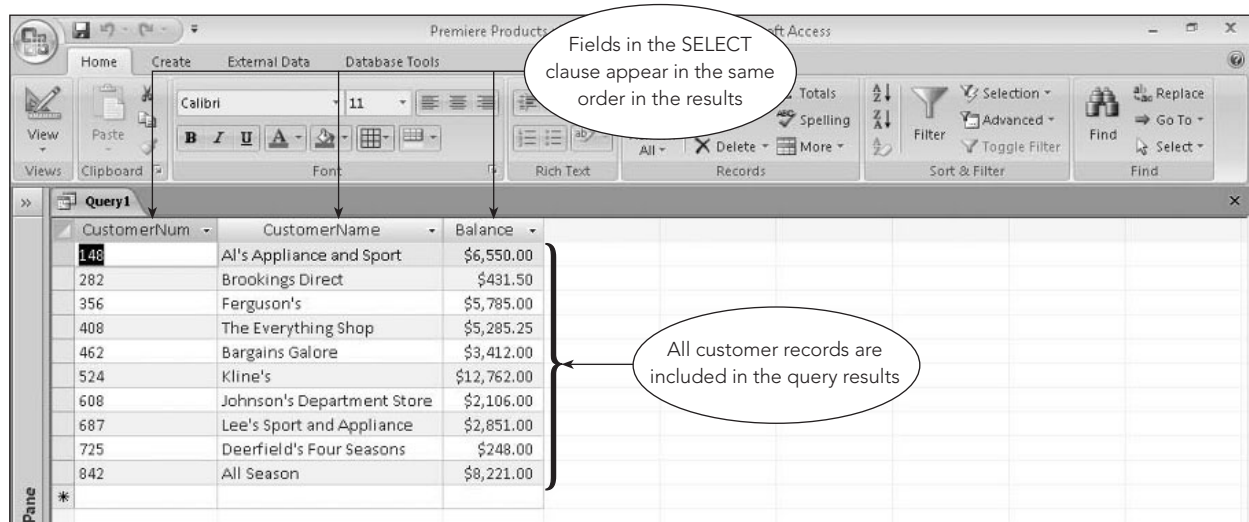 Premiere Products
ft Access
Fields in the SELECT
clause appear in the same
order in the results
Home Create External Data Database Tools
Calibri 11
View Paste
B I U A
Totals
Spelling
All Delete More
Filter
Selection
Advanced
Toggle Filter
Find
Replace
Go To
Select
Views Clipboard Font Rich Text Records Sort & Filter Find
Query1
CustomerNum CustomerName Balance
148 Al's Appliance and Sport $6,550.00
282 Brookings Direct $431.50
356 Ferguson's $5,785.00
408 The Everything Shop $5,285.25
462 Bargains Galore $3,412.00
524 Kline's $12,762.00
608 Johnson's Department Store $2,106.00
687 Lee's Sport and Appliance $2,851.00
725 Deerfield's Four Seasons $248.00
842 All Season $8,221.00
All customer records are
included in the query results
Pane